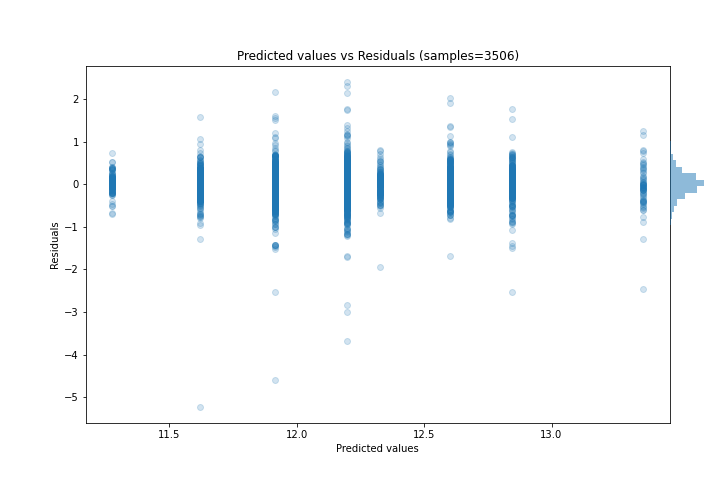 Predicted values vs Residuals (samples=3506)
2
1
0
−1
−2
−3
−4
−5
Residuals
11.5 12.0 12.5 13.0
Predicted values